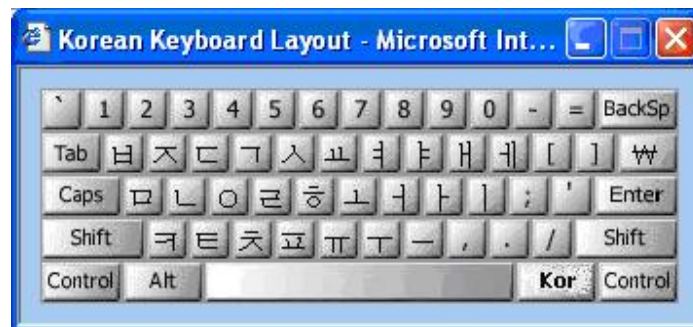 Korean Keyboard Layout - Microsoft Int...
` 1 2 3 4 5 6 7 8 9 0 - = BackSp
Tab ㅂ ㅈ ㄷ ㄱ ㅅ ㅛ ㅕ ㅑ ㅐ ㅔ [ ] ₩
Caps ㅁ ㄴ ㅇ ㄹ ㅎ ㅗ ㅓ ㅏ ㅣ ; ' Enter
Shift ㅋ ㅌ ㅊ ㅍ ㅠ ㅜ ㅡ , . / Shift
Control Alt Kor Control